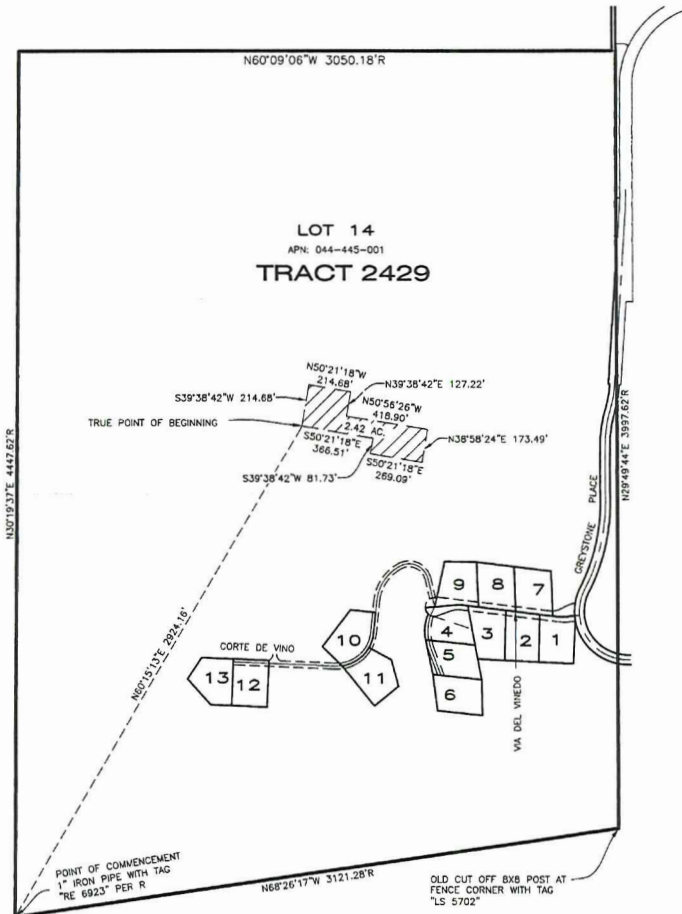 N60°09'06"W 3050.18'R
LOT 14
APN: 044-445-001
TRACT 2429
N50°21'18"W
214.68'
S39°38'42"W 214.68'
N39°38'42"E 127.22'
N50°56'26"W
418.90'
TRUE POINT OF BEGINNING
2.42 AC.
N38°58'24"E 173.49'
S50°21'18"E
366.51'
S39°38'42"W 81.73'
S50°21'18"E
269.09'
N30°19'37"E 4447.62'R
N29°49'44"E 3997.62'R
GREYSTONE PLACE
N60°15'13"E 2924.16'
9
8
7
4
3
2
1
5
6
10
11
CORTE DE VINO
13
12
VIA DEL VINEDO
POINT OF COMMENCEMENT
1" IRON PIPE WITH TAG
"RE 6923" PER R
N68°26'17"W 3121.28'R
OLD CUT OFF 8X8 POST AT
FENCE CORNER WITH TAG
"LS 5702"